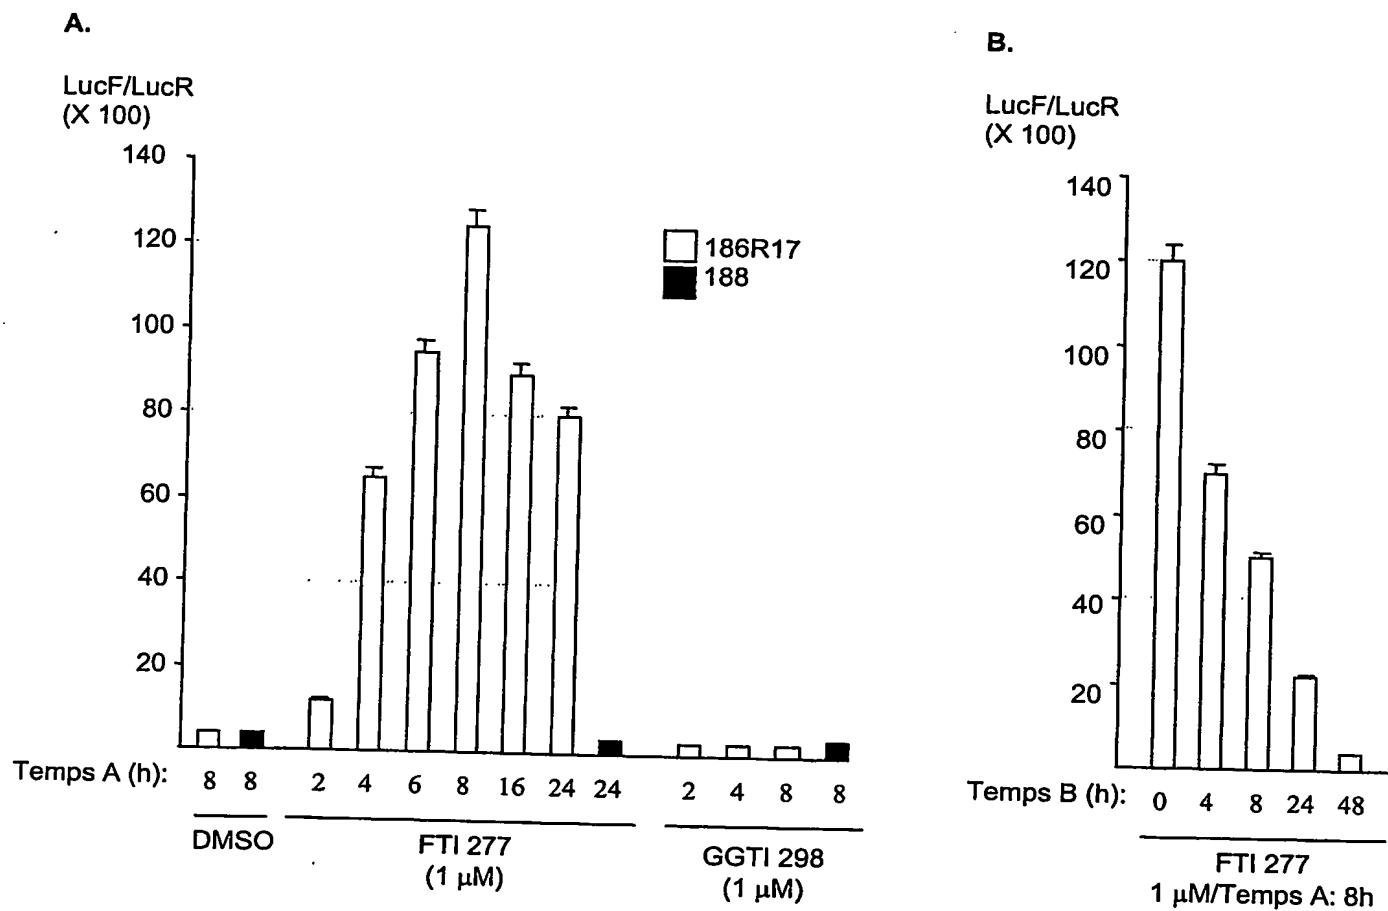 A.
LucF/LucR
(X 100)
140
120
100
80
60
40
20
186R17
188
Temps A (h):
8 8 2 4 6 8 16 24 24 2 4 8 8
DMSO
FTI 277
(1 µM)
GGTI 298
(1 µM)
B.
LucF/LucR
(X 100)
140
120
100
80
60
40
20
Temps B (h):
0 4 8 24 48
FTI 277
1 µM/Temps A: 8h